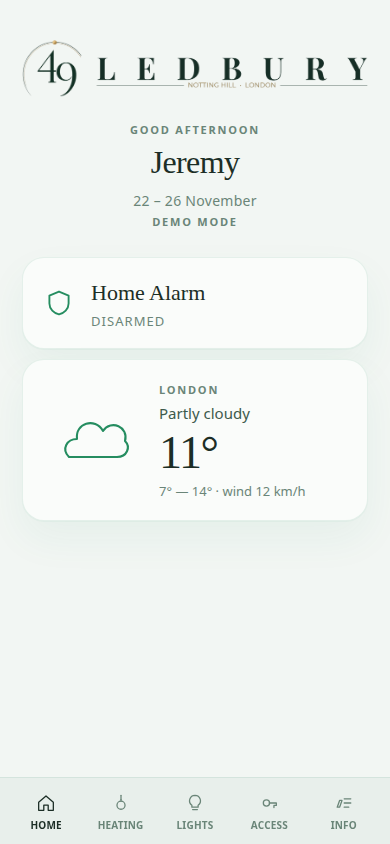 49 LEDBURY
NOTTING HILL · LONDON
GOOD AFTERNOON
Jeremy
22 – 26 November
DEMO MODE
Home Alarm
DISARMED
LONDON
Partly cloudy
11°
7° — 14° · wind 12 km/h
HOME HEATING LIGHTS ACCESS INFO